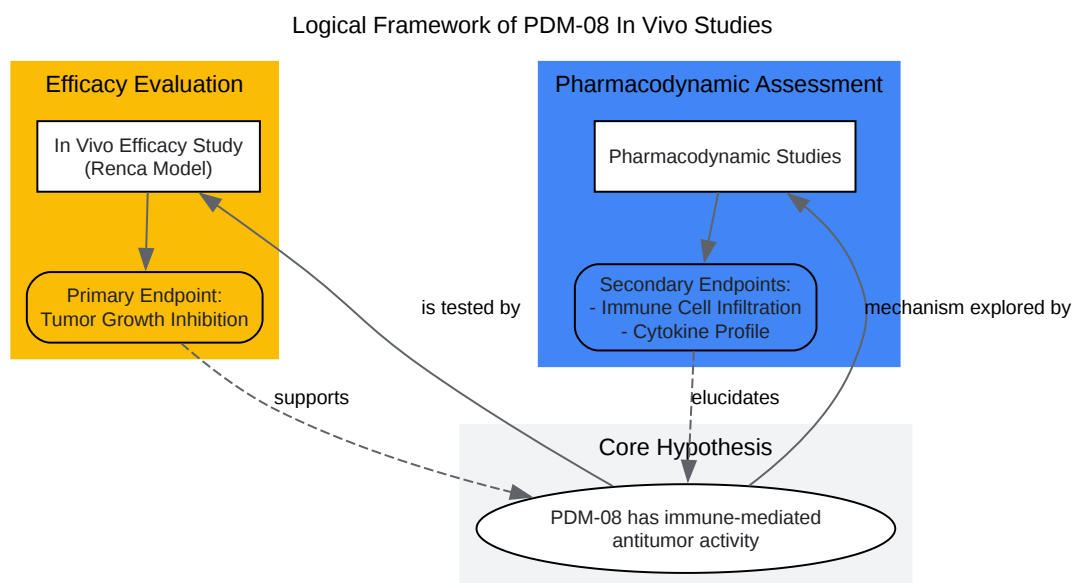 Logical Framework of PDM-08 In Vivo Studies
Efficacy Evaluation
In Vivo Efficacy Study
(Renca Model)
Primary Endpoint:
Tumor Growth Inhibition
Pharmacodynamic Assessment
Pharmacodynamic Studies
Secondary Endpoints:
- Immune Cell Infiltration
- Cytokine Profile
is tested by
mechanism explored by
supports
elucidates
Core Hypothesis
PDM-08 has immune-mediated
antitumor activity